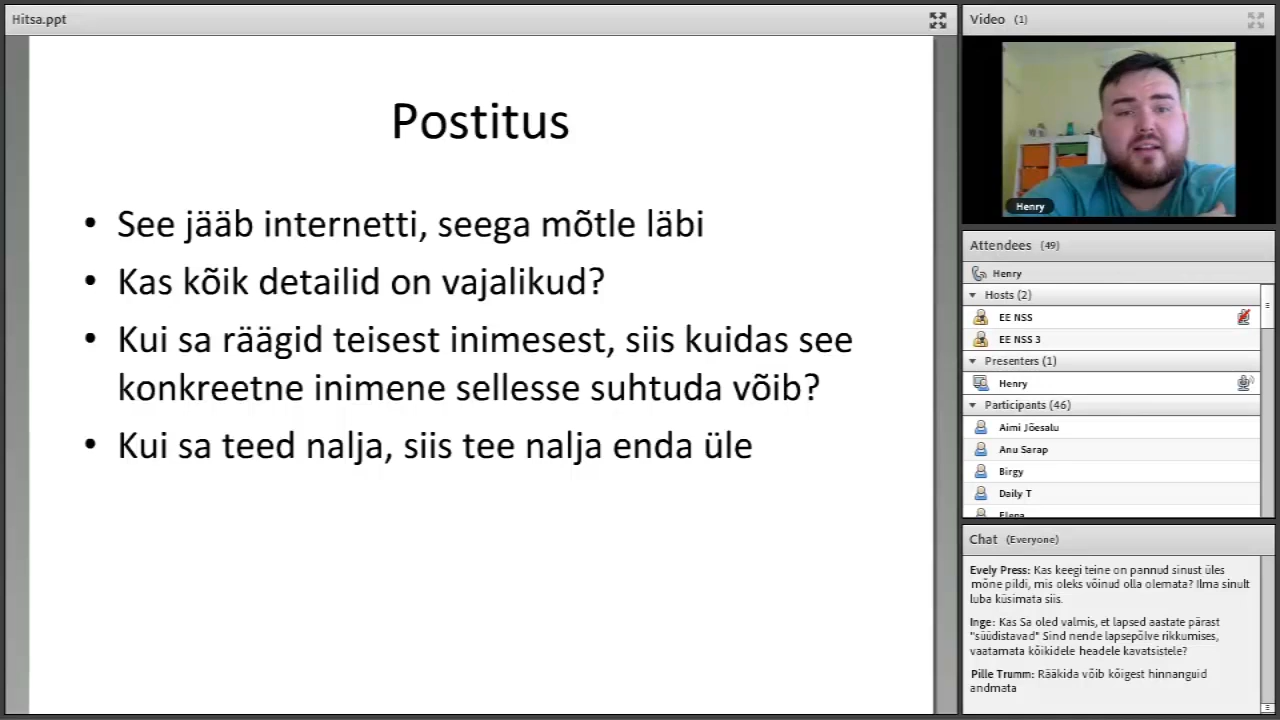 Hitsa.ppt
Postitus
• See jääb internetti, seega mõtle läbi
• Kas kõik detailid on vajalikud?
• Kui sa räägid teisest inimesest, siis kuidas see
konkreetne inimene sellesse suhtuda võib?
• Kui sa teed nalja, siis tee nalja enda üle
Video (1)
Henry
Attendees (49)
Henry
Hosts (2)
EE NSS
EE NSS 3
Presenters (1)
Henry
Participants (46)
Aimi Jõesalu
Anu Sarap
Birgy
Daily T
Elena
Chat (Everyone)
Evely Press: Kas keegi teine on pannud sinust üles
mõne pildi, mis oleks võinud olla olemata? Ilma sinult
luba küsimata siis.
Inge: Kas Sa oled valmis, et lapsed aastate pärast
"süüdistavad" Sind nende lapsepõlve rikkumises,
vaatamata kõikidele headele kavatsistele?
Pille Trumm: Rääkida võib kõigest hinnanguid
andmata